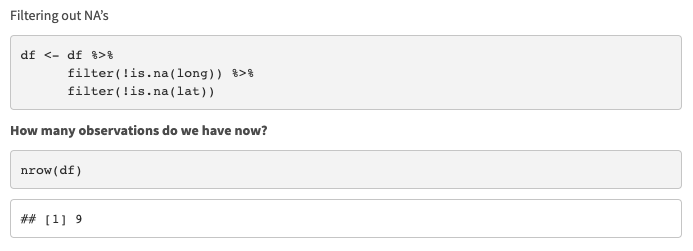 Filtering out NA’s
df <- df %>%
      filter(!is.na(long)) %>%
      filter(!is.na(lat))
How many observations do we have now?
nrow(df)
## [1] 9